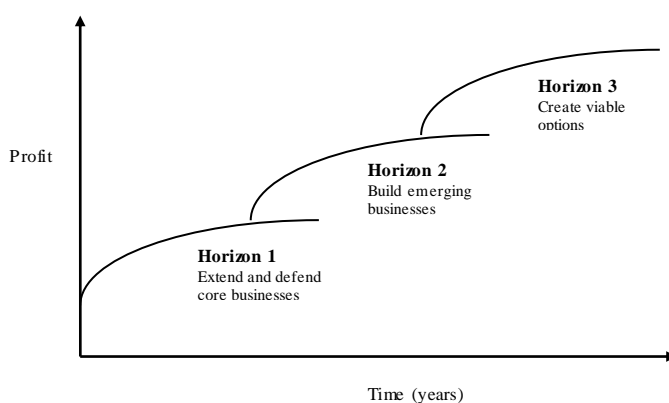 Horizon 3
Create viable
options
Profit
Horizon 2
Build emerging
businesses
Horizon 1
Extend and defend
core businesses
Time (years)